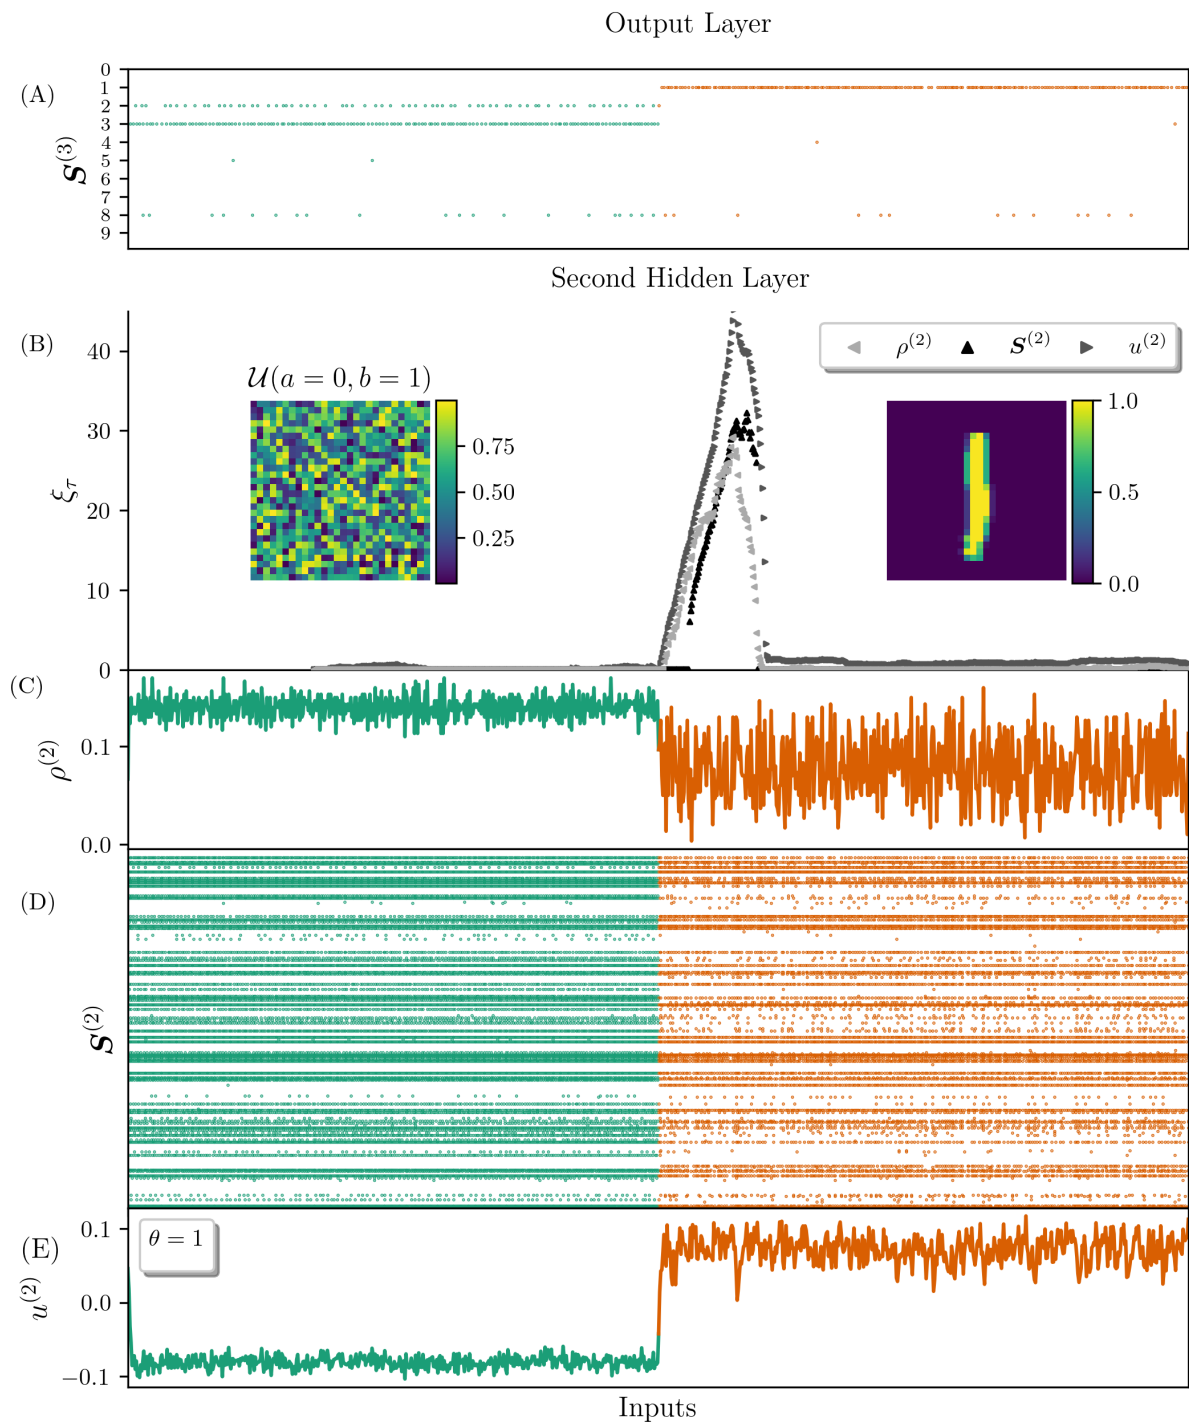 Output Layer
(A)
S^(3)
0
1
2
3
4
5
6
7
8
9
Second Hidden Layer
(B)
ξ_τ
40
30
20
10
0
U(a = 0, b = 1)
0.75
0.50
0.25
ρ^(2) S^(2) u^(2)
1.0
0.5
0.0
(C)
ρ^(2)
0.1
0.0
(D)
S^(2)
(E)
u^(2)
θ = 1
0.1
0.0
−0.1
Inputs